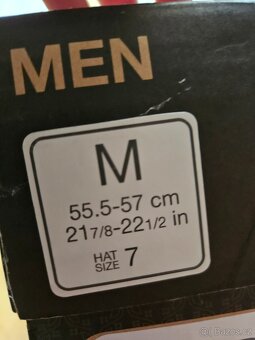 MEN
M
55.5-57 cm
21 7/8-22 1/2 in
HAT
SIZE 7